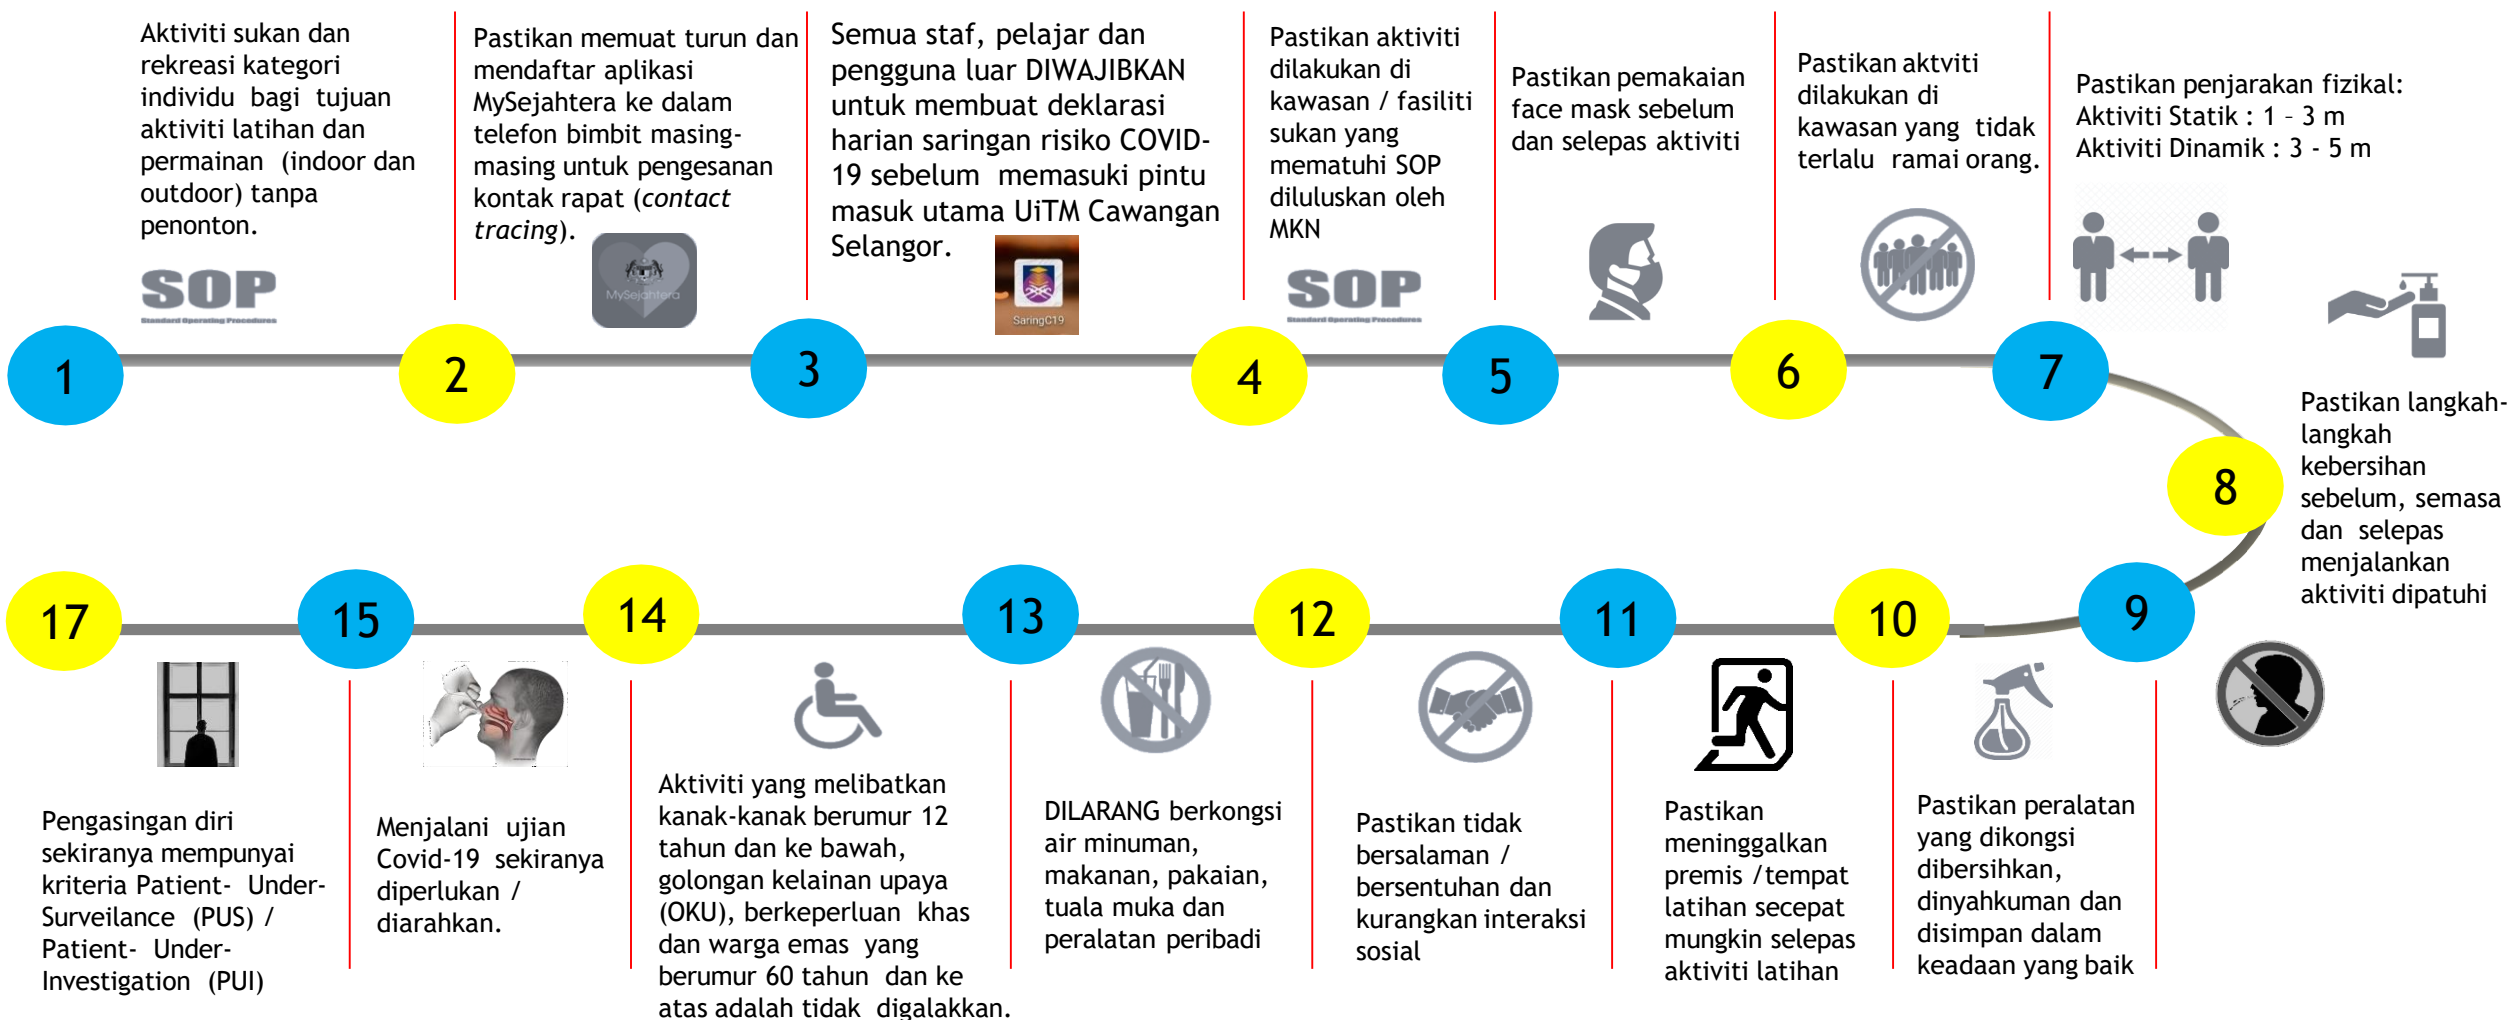 Aktiviti sukan dan
rekreasi kategori
individu bagi tujuan
aktiviti latihan dan
permainan (indoor dan
outdoor) tanpa
penonton.
SOP
Standard Operating Procedures
1
Pastikan memuat turun dan
mendaftar aplikasi
MySejahtera ke dalam
telefon bimbit masing-
masing untuk pengesanan
kontak rapat (contact
tracing).
MySejahtera
2
Semua staf, pelajar dan
pengguna luar DIWAJIBKAN
untuk membuat deklarasi
harian saringan risiko COVID-
19 sebelum memasuki pintu
masuk utama UiTM Cawangan
Selangor.
SaringC19
3
Pastikan aktiviti
dilakukan di
kawasan / fasiliti
sukan yang
mematuhi SOP
diluluskan oleh
MKN
SOP
Standard Operating Procedures
4
Pastikan pemakaian
face mask sebelum
dan selepas aktiviti
5
Pastikan aktviti
dilakukan di
kawasan yang tidak
terlalu ramai orang.
6
Pastikan penjarakan fizikal:
Aktiviti Statik : 1 – 3 m
Aktiviti Dinamik : 3 - 5 m
7
Pastikan langkah-
langkah
kebersihan
sebelum, semasa
dan selepas
menjalankan
aktiviti dipatuhi
8
9
10
Pastikan peralatan
yang dikongsi
dibersihkan,
dinyahkuman dan
disimpan dalam
keadaan yang baik
11
Pastikan
meninggalkan
premis /tempat
latihan secepat
mungkin selepas
aktiviti latihan
12
Pastikan tidak
bersalaman /
bersentuhan dan
kurangkan interaksi
sosial
13
DILARANG berkongsi
air minuman,
makanan, pakaian,
tuala muka dan
peralatan peribadi
14
Aktiviti yang melibatkan
kanak-kanak berumur 12
tahun dan ke bawah,
golongan kelainan upaya
(OKU), berkeperluan khas
dan warga emas yang
berumur 60 tahun dan ke
atas adalah tidak digalakkan.
15
Menjalani ujian
Covid-19 sekiranya
diperlukan /
diarahkan.
17
Pengasingan diri
sekiranya mempunyai
kriteria Patient- Under-
Surveilance (PUS) /
Patient- Under-
Investigation (PUI)